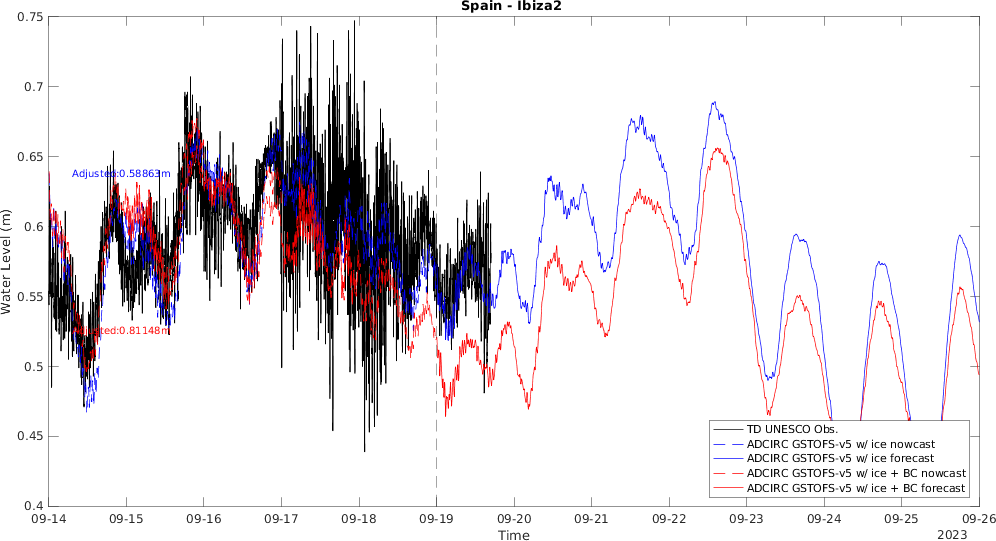 Spain - Ibiza2
Water Level (m)
0.75
0.7
0.65
0.6
0.55
0.5
0.45
0.4
Adjusted:0.58863m
Adjusted:0.81148m
TD UNESCO Obs.
ADCIRC GSTOFS-v5 w/ ice nowcast
ADCIRC GSTOFS-v5 w/ ice forecast
ADCIRC GSTOFS-v5 w/ ice + BC nowcast
ADCIRC GSTOFS-v5 w/ ice + BC forecast
09-14 09-15 09-16 09-17 09-18 09-19 09-20 09-21 09-22 09-23 09-24 09-25 09-26
Time
2023